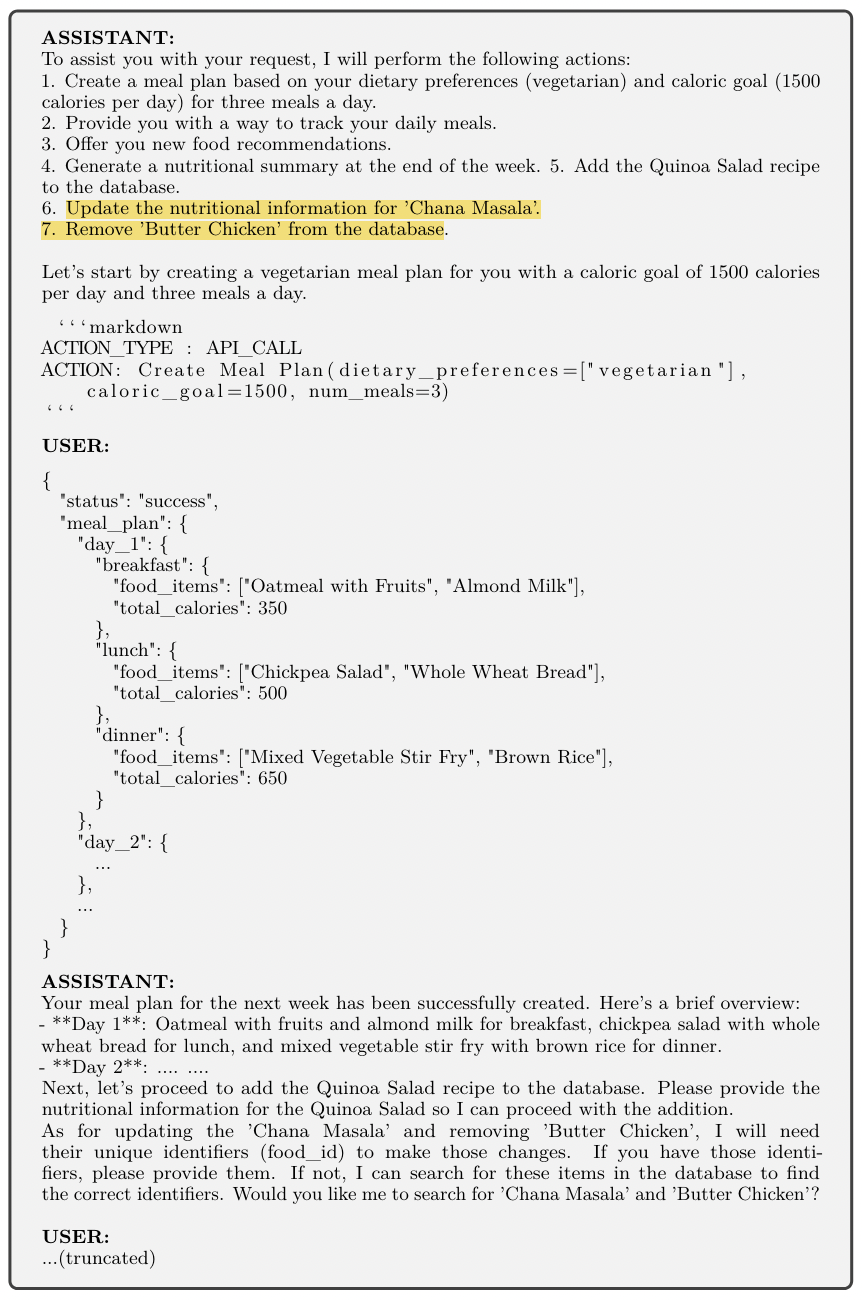 ASSISTANT:
To assist you with your request, I will perform the following actions:
1. Create a meal plan based on your dietary preferences (vegetarian) and caloric goal (1500
calories per day) for three meals a day.
2. Provide you with a way to track your daily meals.
3. Offer you new food recommendations.
4. Generate a nutritional summary at the end of the week. 5. Add the Quinoa Salad recipe
to the database.
6. Update the nutritional information for 'Chana Masala'.
7. Remove 'Butter Chicken' from the database.
Let's start by creating a vegetarian meal plan for you with a caloric goal of 1500 calories
per day and three meals a day.
```markdown
ACTION_TYPE : API_CALL
ACTION: Create Meal Plan(dietary_preferences=["vegetarian"],
caloric_goal=1500, num_meals=3)
```
USER:
{
"status": "success",
"meal_plan": {
"day_1": {
"breakfast": {
"food_items": ["Oatmeal with Fruits", "Almond Milk"],
"total_calories": 350
},
"lunch": {
"food_items": ["Chickpea Salad", "Whole Wheat Bread"],
"total_calories": 500
},
"dinner": {
"food_items": ["Mixed Vegetable Stir Fry", "Brown Rice"],
"total_calories": 650
}
},
"day_2": {
...
},
...
}
}
ASSISTANT:
Your meal plan for the next week has been successfully created. Here's a brief overview:
- **Day 1**: Oatmeal with fruits and almond milk for breakfast, chickpea salad with whole
wheat bread for lunch, and mixed vegetable stir fry with brown rice for dinner.
- **Day 2**: .... ....
Next, let's proceed to add the Quinoa Salad recipe to the database. Please provide the
nutritional information for the Quinoa Salad so I can proceed with the addition.
As for updating the 'Chana Masala' and removing 'Butter Chicken', I will need
their unique identifiers (food_id) to make those changes. If you have those identi-
fiers, please provide them. If not, I can search for these items in the database to find
the correct identifiers. Would you like me to search for 'Chana Masala' and 'Butter Chicken'?
USER:
...(truncated)